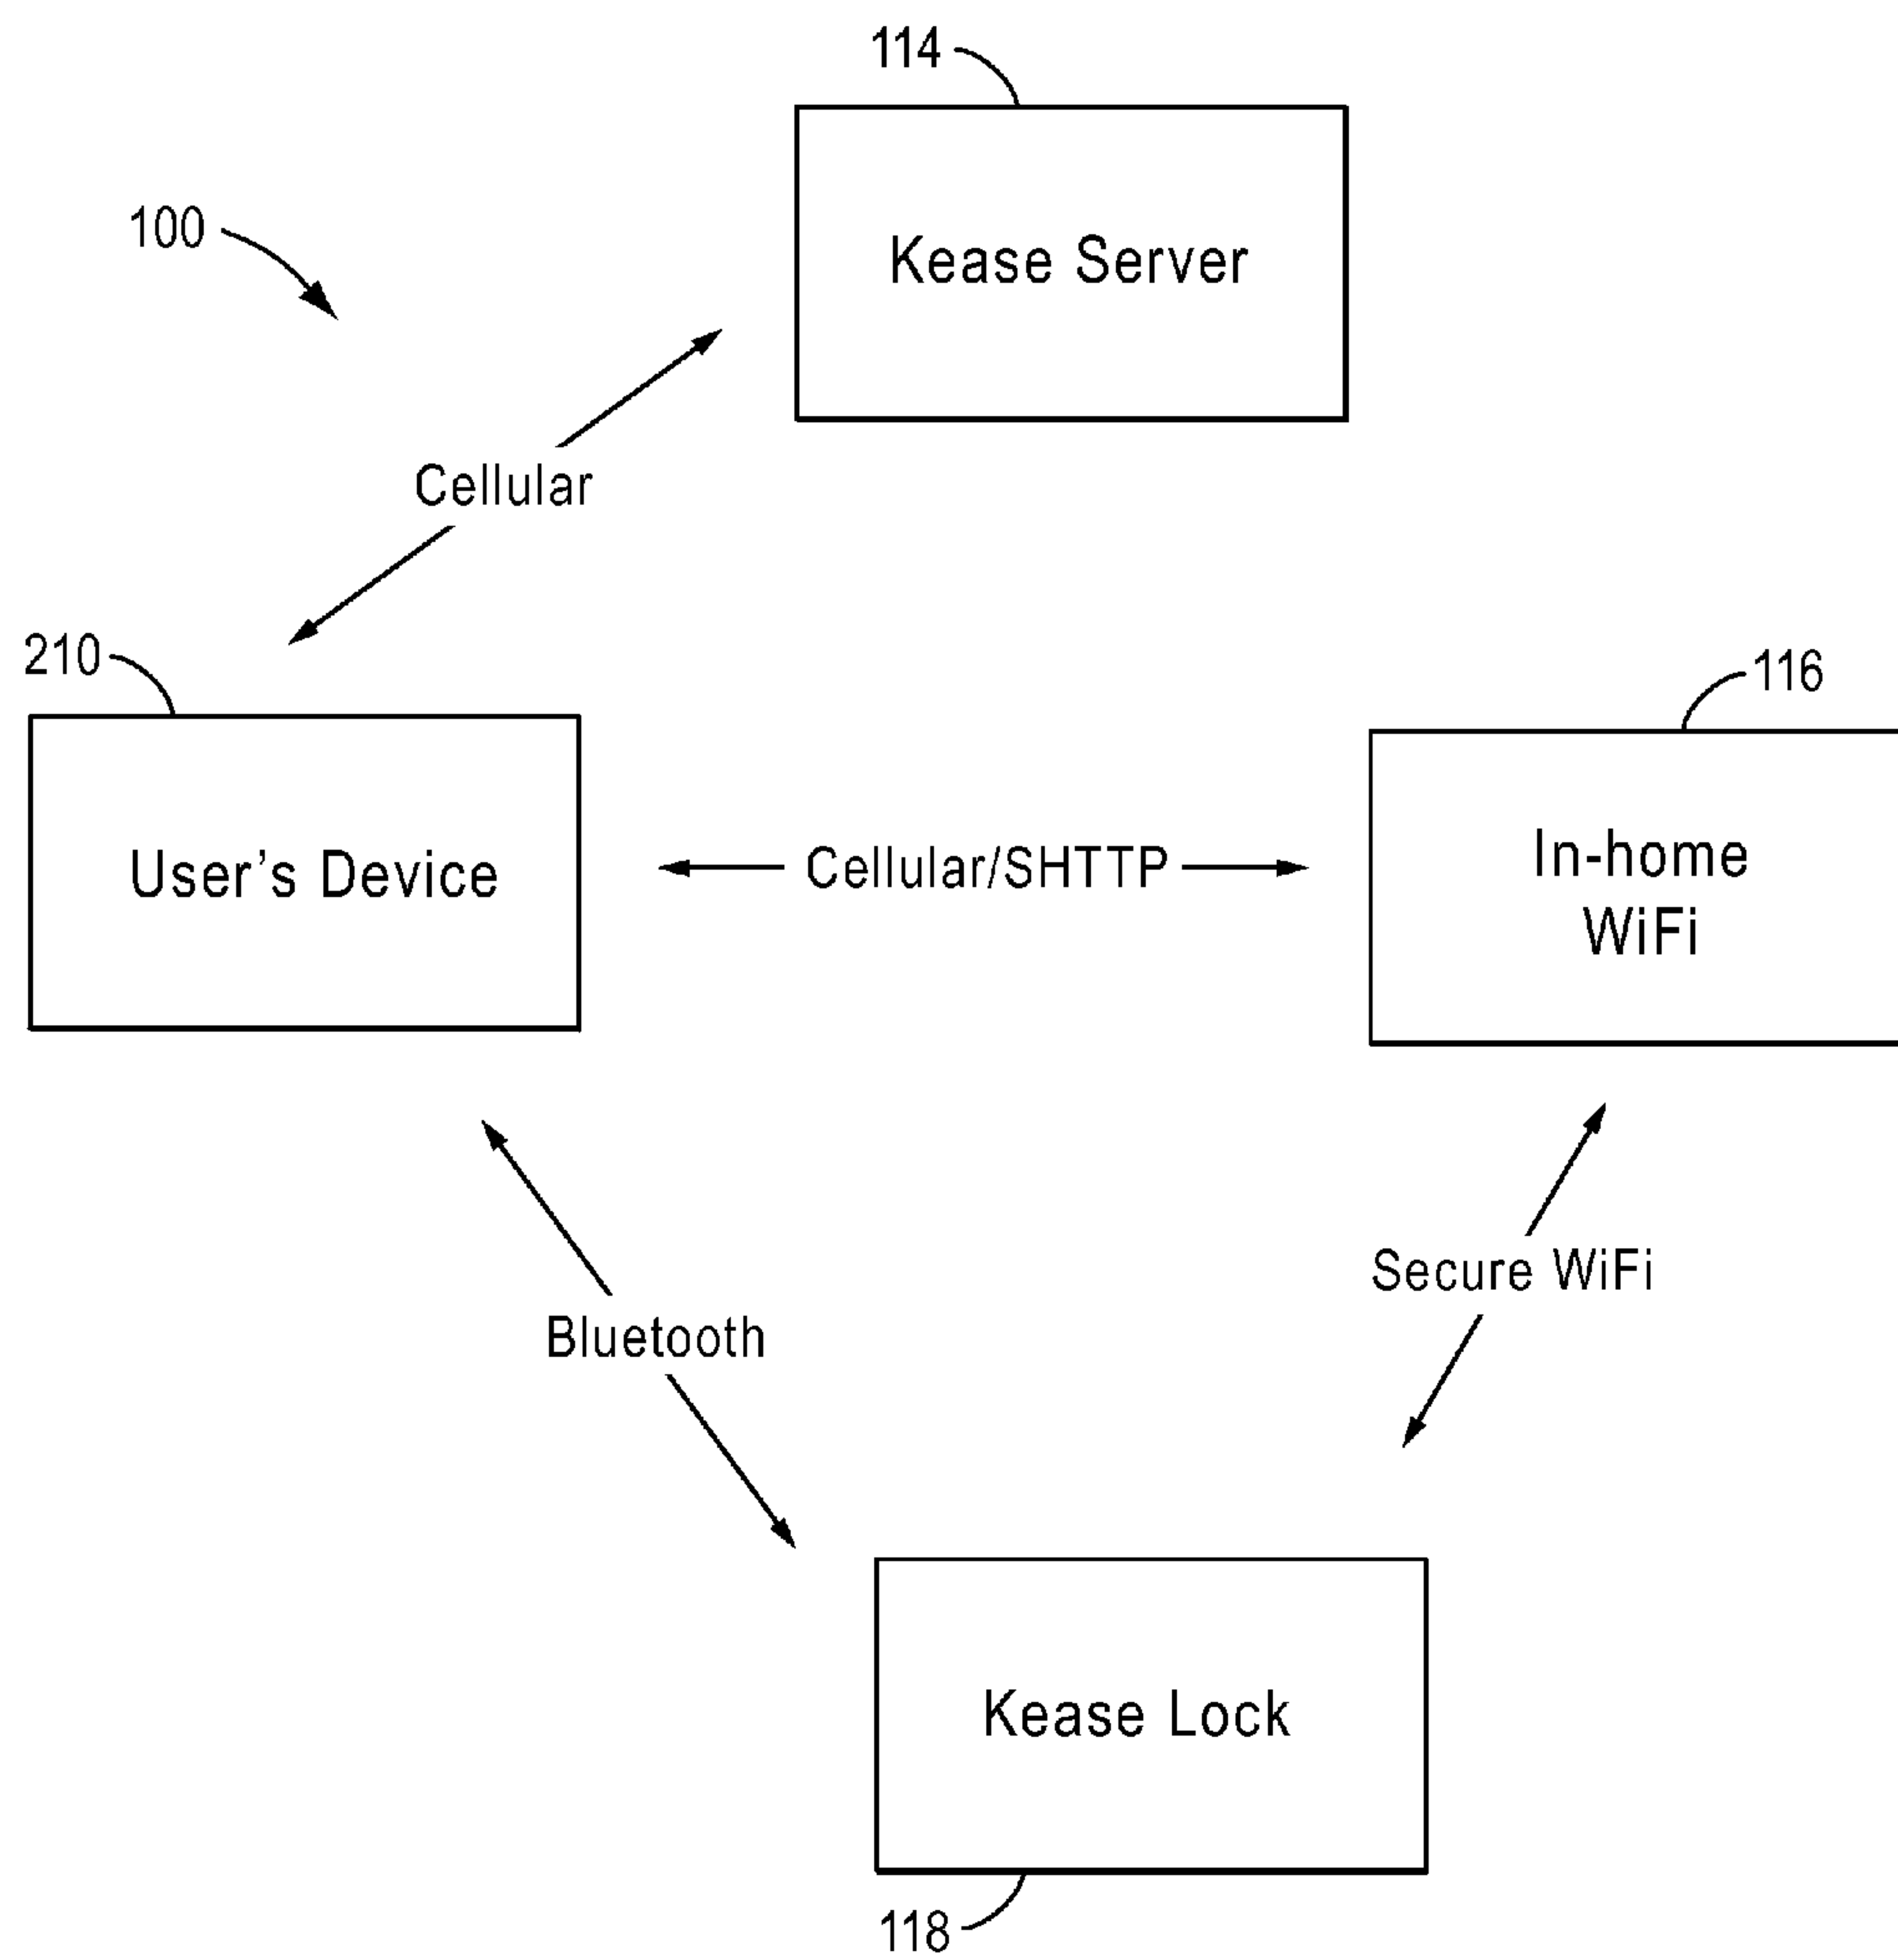 114
100
Kease Server
Cellular
210
116
User's Device
Cellular/SHTTP
In-home
WiFi
Secure WiFi
Bluetooth
Kease Lock
118